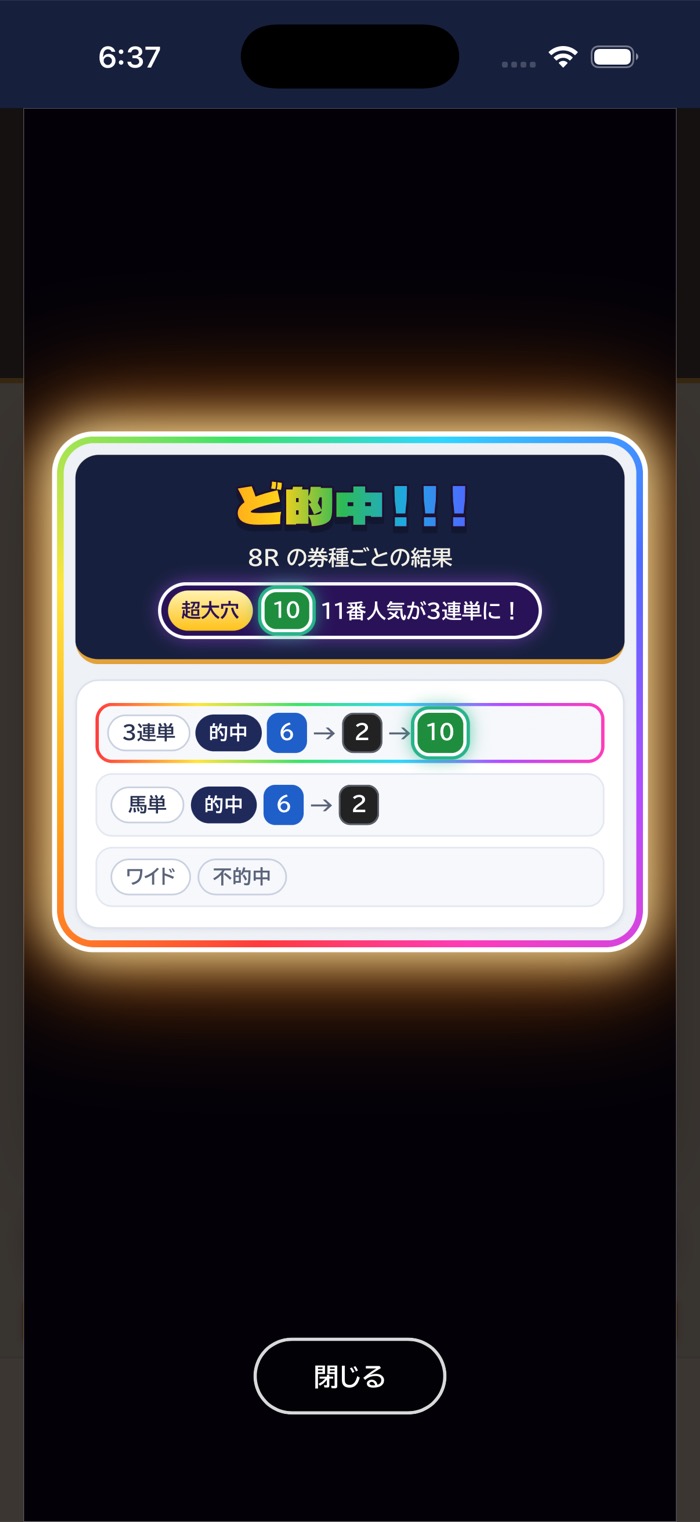 6:37
ど的中!!!
8R の券種ごとの結果
超大穴 10 11番人気が3連単に！
3連単 的中 6 → 2 → 10
馬単 的中 6 → 2
ワイド 不的中
閉じる